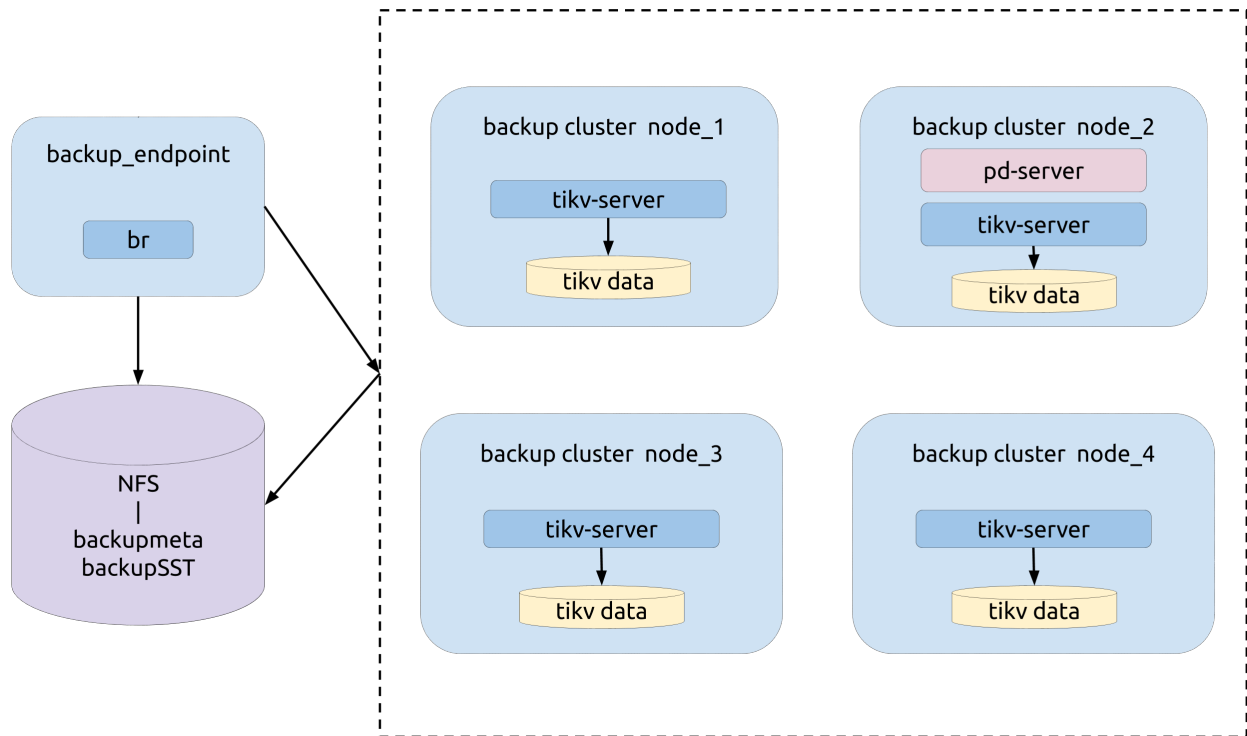 backup_endpoint
br
NFS
backupmeta
backupSST
backup cluster node_1
tikv-server
tikv data
backup cluster node_2
pd-server
tikv-server
tikv data
backup cluster node_3
tikv-server
tikv data
backup cluster node_4
tikv-server
tikv data